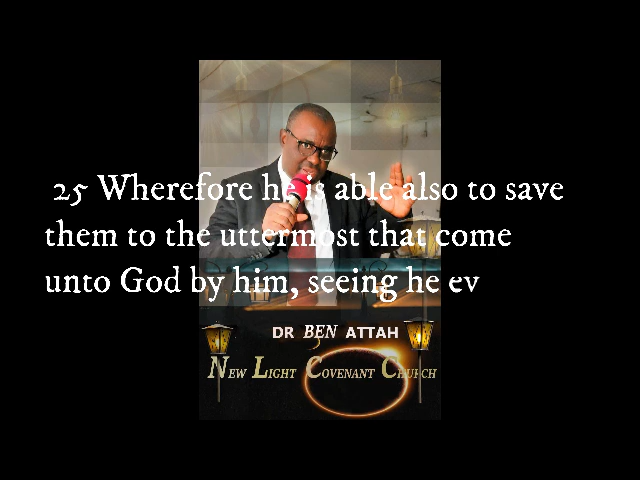 25 Wherefore he is able also to save
them to the uttermost that come
unto God by him, seeing he ev
DR BEN ATTAH
NEW LIGHT COVENANT CHURCH